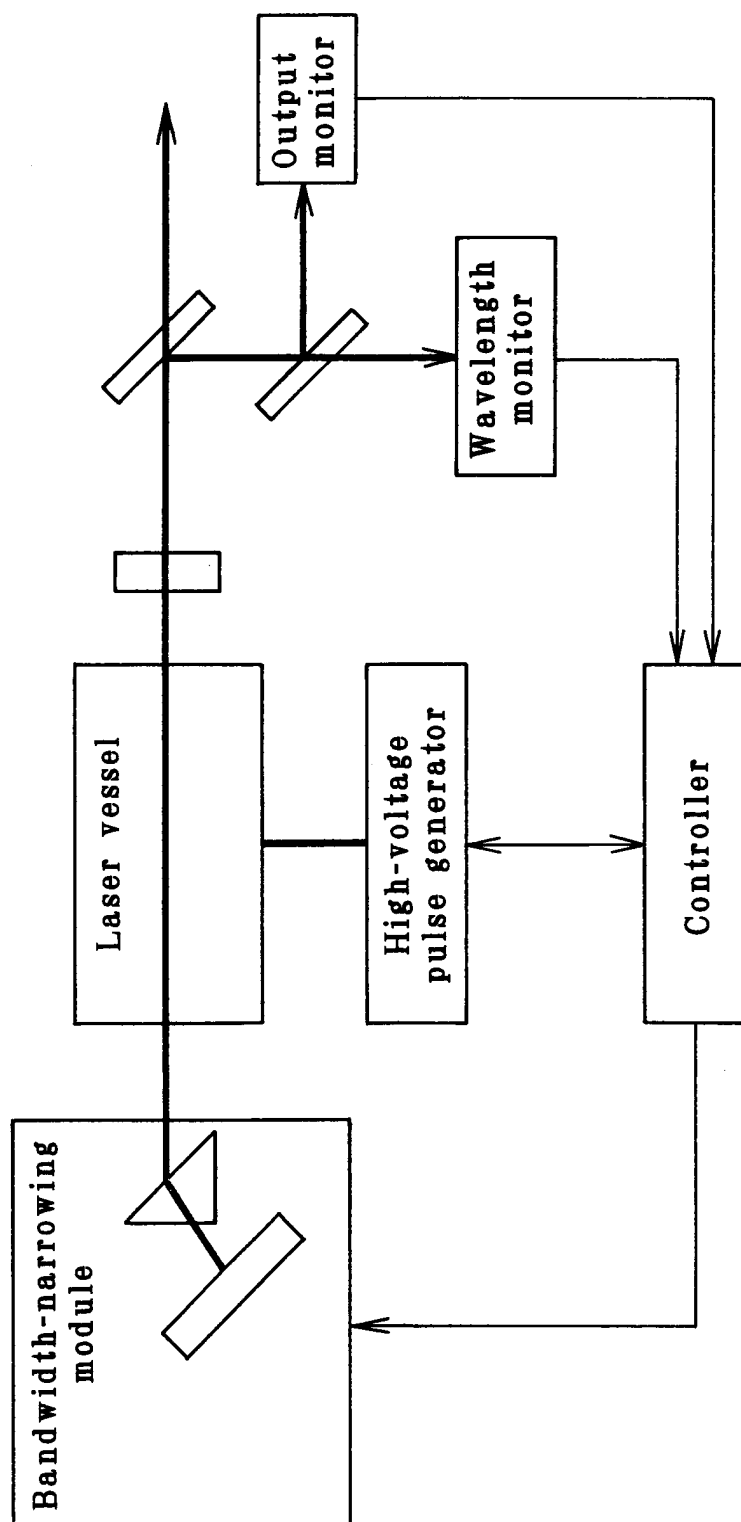 Bandwidth-narrowing
module
Laser vessel
High-voltage
pulse generator
Controller
Wavelength
monitor
Output
monitor